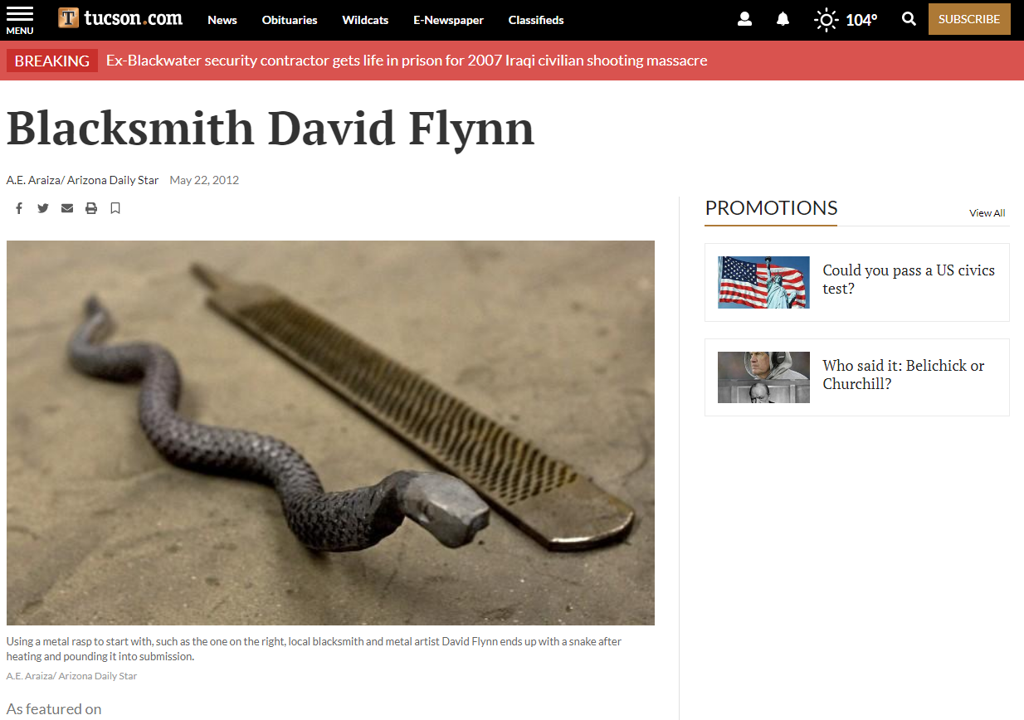 MENU
T tucson.com
News
Obituaries
Wildcats
E-Newspaper
Classifieds
104°
SUBSCRIBE
BREAKING
Ex-Blackwater security contractor gets life in prison for 2007 Iraqi civilian shooting massacre
Blacksmith David Flynn
A.E. Araiza/ Arizona Daily Star May 22, 2012
PROMOTIONS
View All
Could you pass a US civics
test?
Who said it: Belichick or
Churchill?
Using a metal rasp to start with, such as the one on the right, local blacksmith and metal artist David Flynn ends up with a snake after
heating and pounding it into submission.
A.E. Araiza/ Arizona Daily Star
As featured on